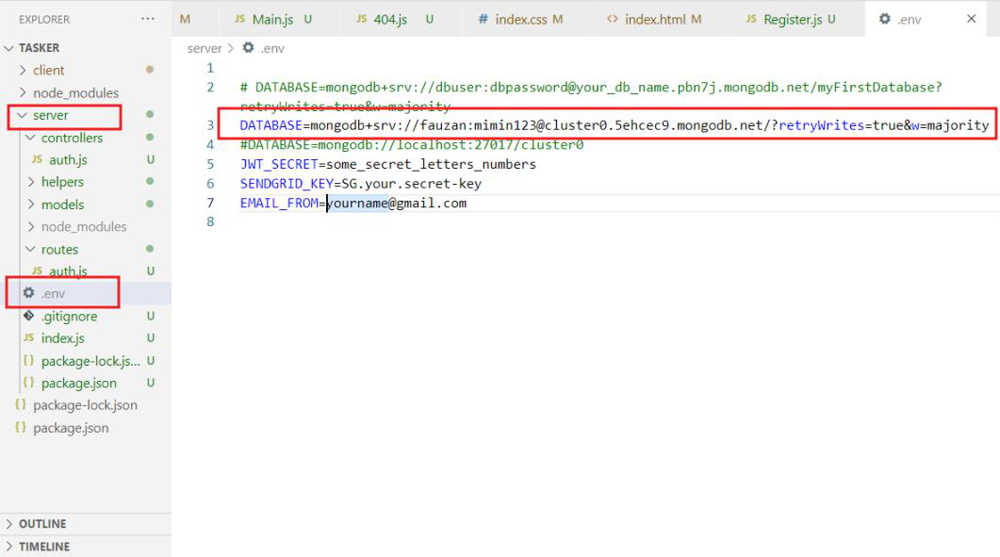 EXPLORER ···
M JS Main.js U JS 404.js U # index.css M <> index.html M JS Register.js U .env ×
TASKER
client
node_modules
server
controllers
JS auth.js U
helpers
models
node_modules
routes
JS auth.js U
.env
.gitignore U
JS index.js U
{} package-lock.js... U
{} package.json U
{} package-lock.json
{} package.json
OUTLINE
TIMELINE
server > .env
1
2 # DATABASE=mongodb+srv://dbuser:dbpassword@your_db_name.pbn7j.mongodb.net/myFirstDatabase?
retryWrites=true&w=majority
3 DATABASE=mongodb+srv://fauzan:mimin123@cluster0.5ehcec9.mongodb.net/?retryWrites=true&w=majority
4 #DATABASE=mongodb://localhost:27017/cluster0
5 JWT_SECRET=some_secret_letters_numbers
6 SENDGRID_KEY=SG.your.secret-key
7 EMAIL_FROM=yourname@gmail.com
8